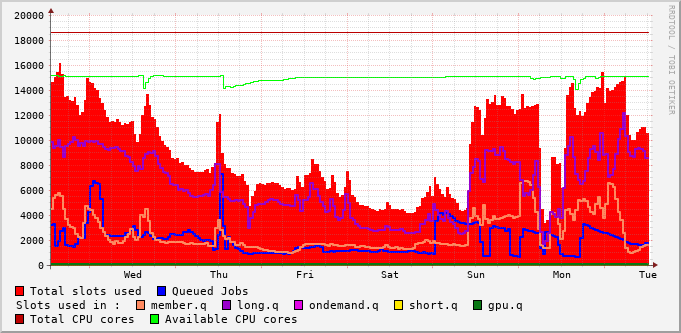 20000
18000
16000
14000
12000
10000
8000
6000
4000
2000
0
Wed Thu Fri Sat Sun Mon Tue
RRDTOOL / TOBI OETIKER
Total slots used Queued Jobs
Slots used in : member.q long.q ondemand.q short.q gpu.q
Total CPU cores Available CPU cores